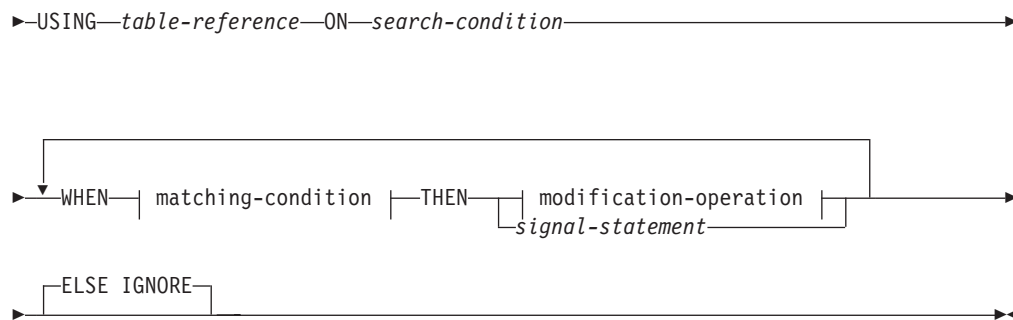 USING table-reference ON search-condition
WHEN matching-condition THEN modification-operation
signal-statement
ELSE IGNORE